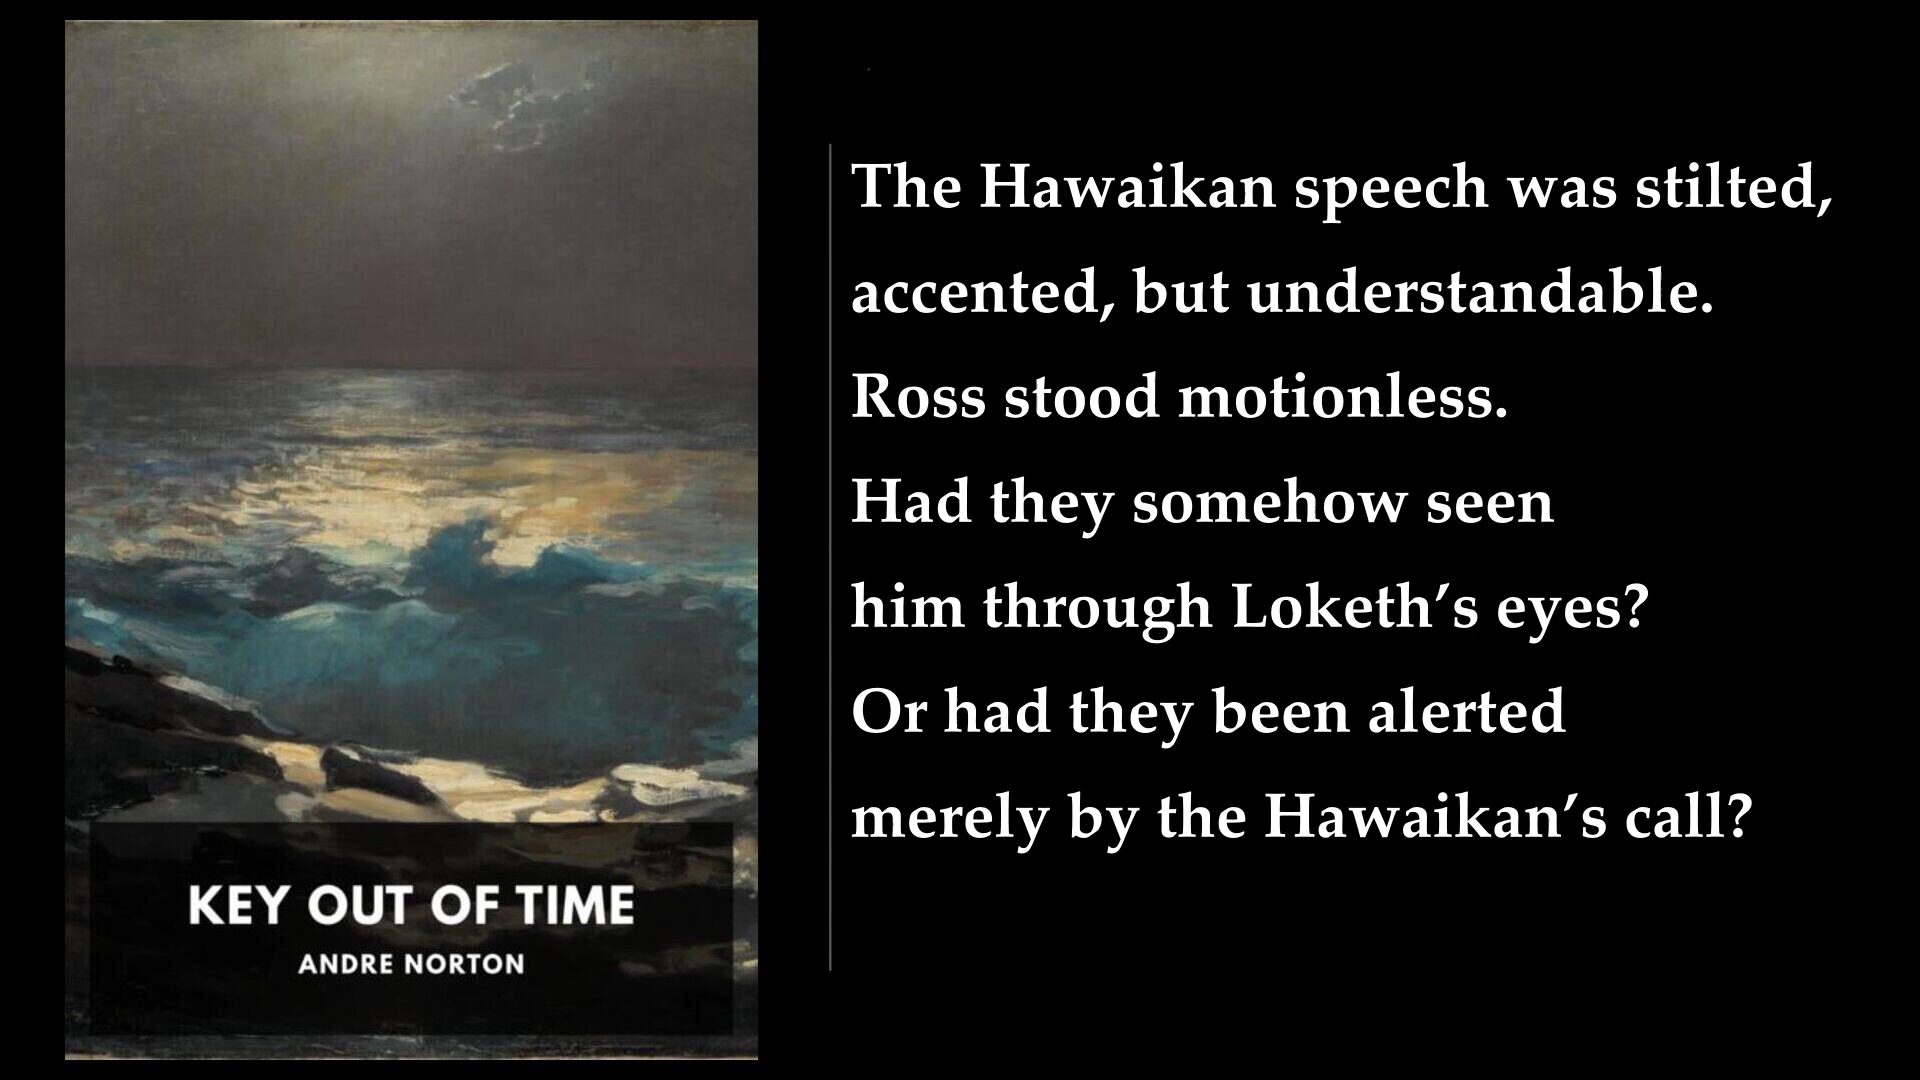 KEY OUT OF TIME
ANDRE NORTON
The Hawaikan speech was stilted,
accented, but understandable.
Ross stood motionless.
Had they somehow seen
him through Loketh’s eyes?
Or had they been alerted
merely by the Hawaikan’s call?